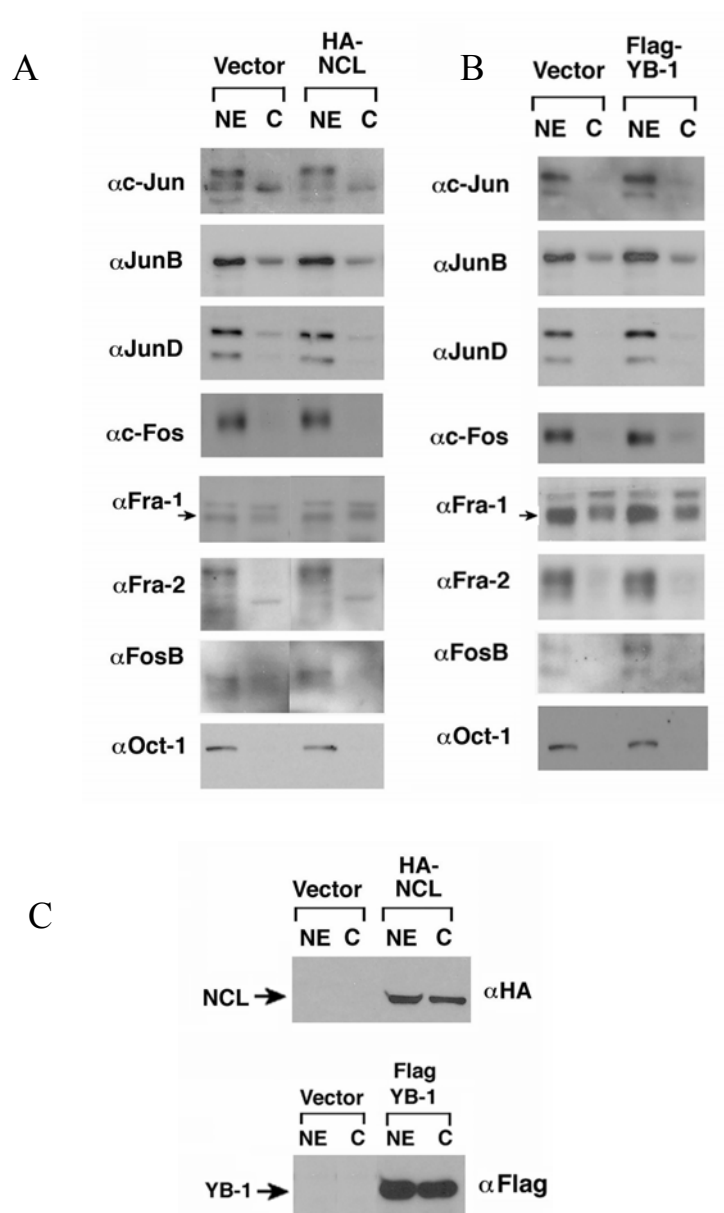 A
Vector
HA-
NCL
NE C NE C
αc-Jun
αJunB
αJunD
αc-Fos
αFra-1
αFra-2
αFosB
αOct-1
B
Vector
Flag-
YB-1
NE C NE C
αc-Jun
αJunB
αJunD
αc-Fos
αFra-1
αFra-2
αFosB
αOct-1
C
Vector
HA-
NCL
NE C NE C
NCL
αHA
Vector
Flag
YB-1
NE C NE C
YB-1
αFlag